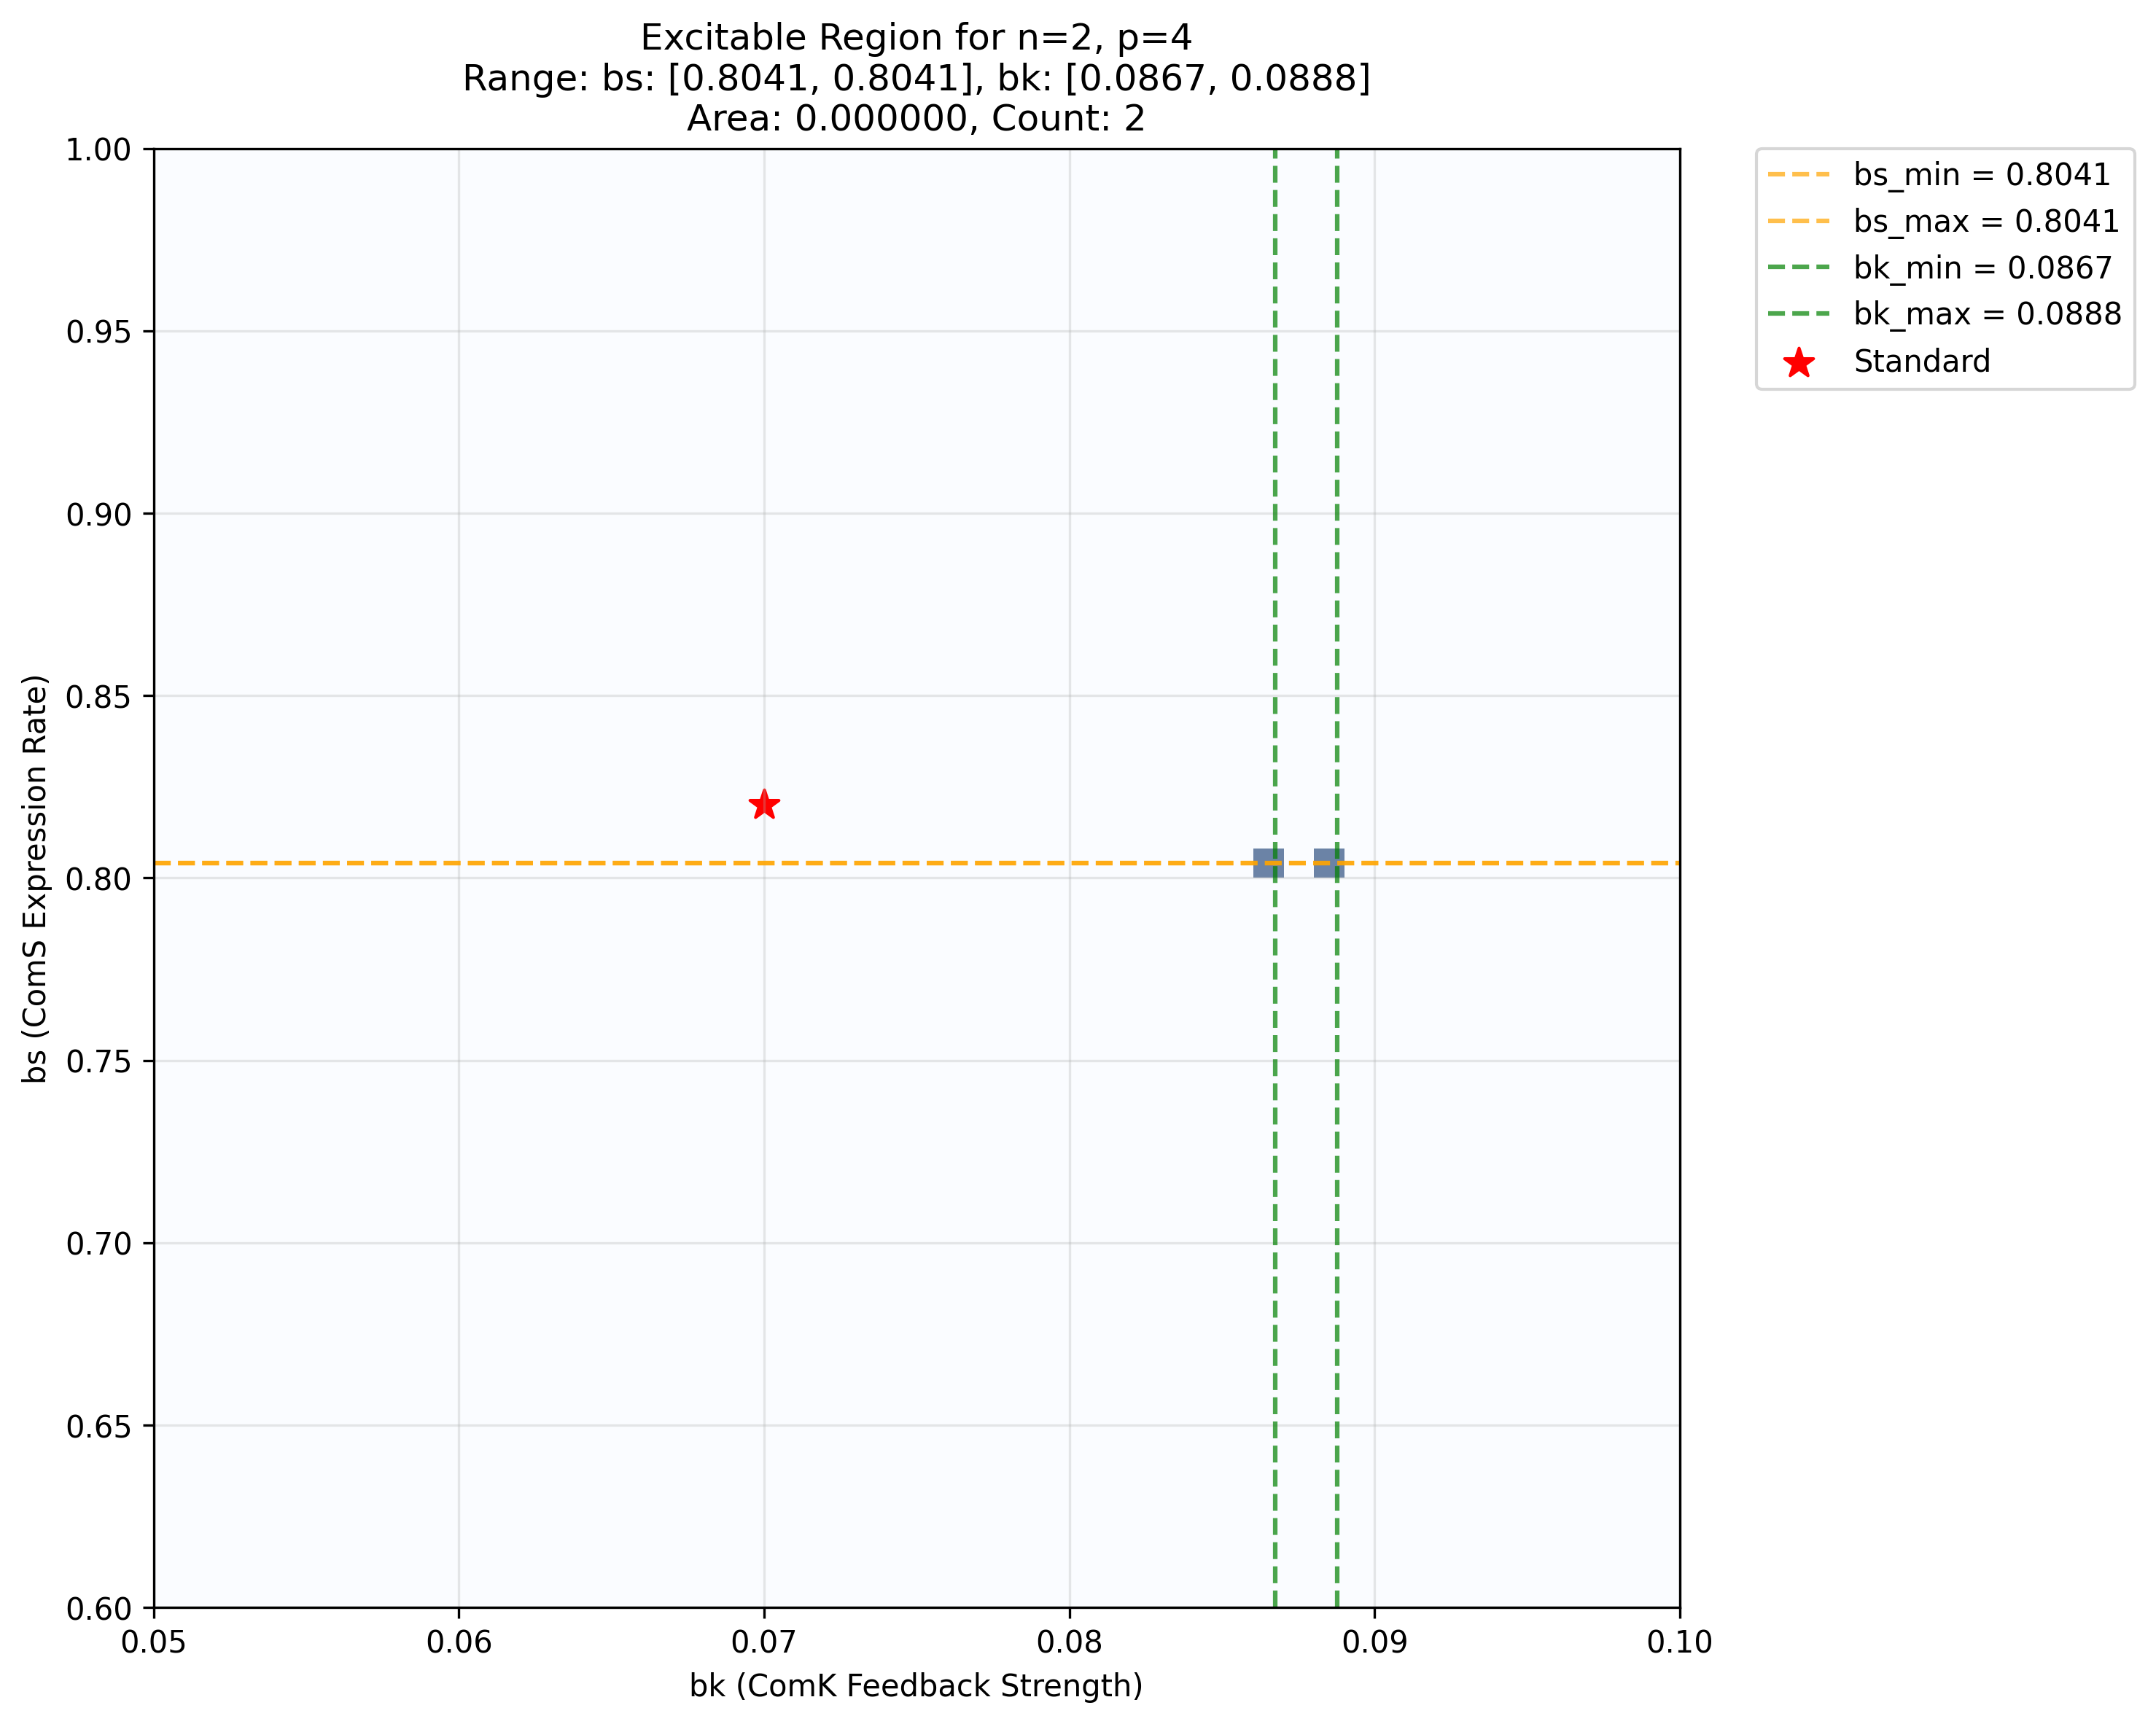 Excitable Region for n=2, p=4
Range: bs: [0.8041, 0.8041], bk: [0.0867, 0.0888]
Area: 0.000000, Count: 2
bs_min = 0.8041
bs_max = 0.8041
bk_min = 0.0867
bk_max = 0.0888
Standard
bs (ComS Expression Rate)
1.00
0.95
0.90
0.85
0.80
0.75
0.70
0.65
0.60
0.05 0.06 0.07 0.08 0.09 0.10
bk (ComK Feedback Strength)